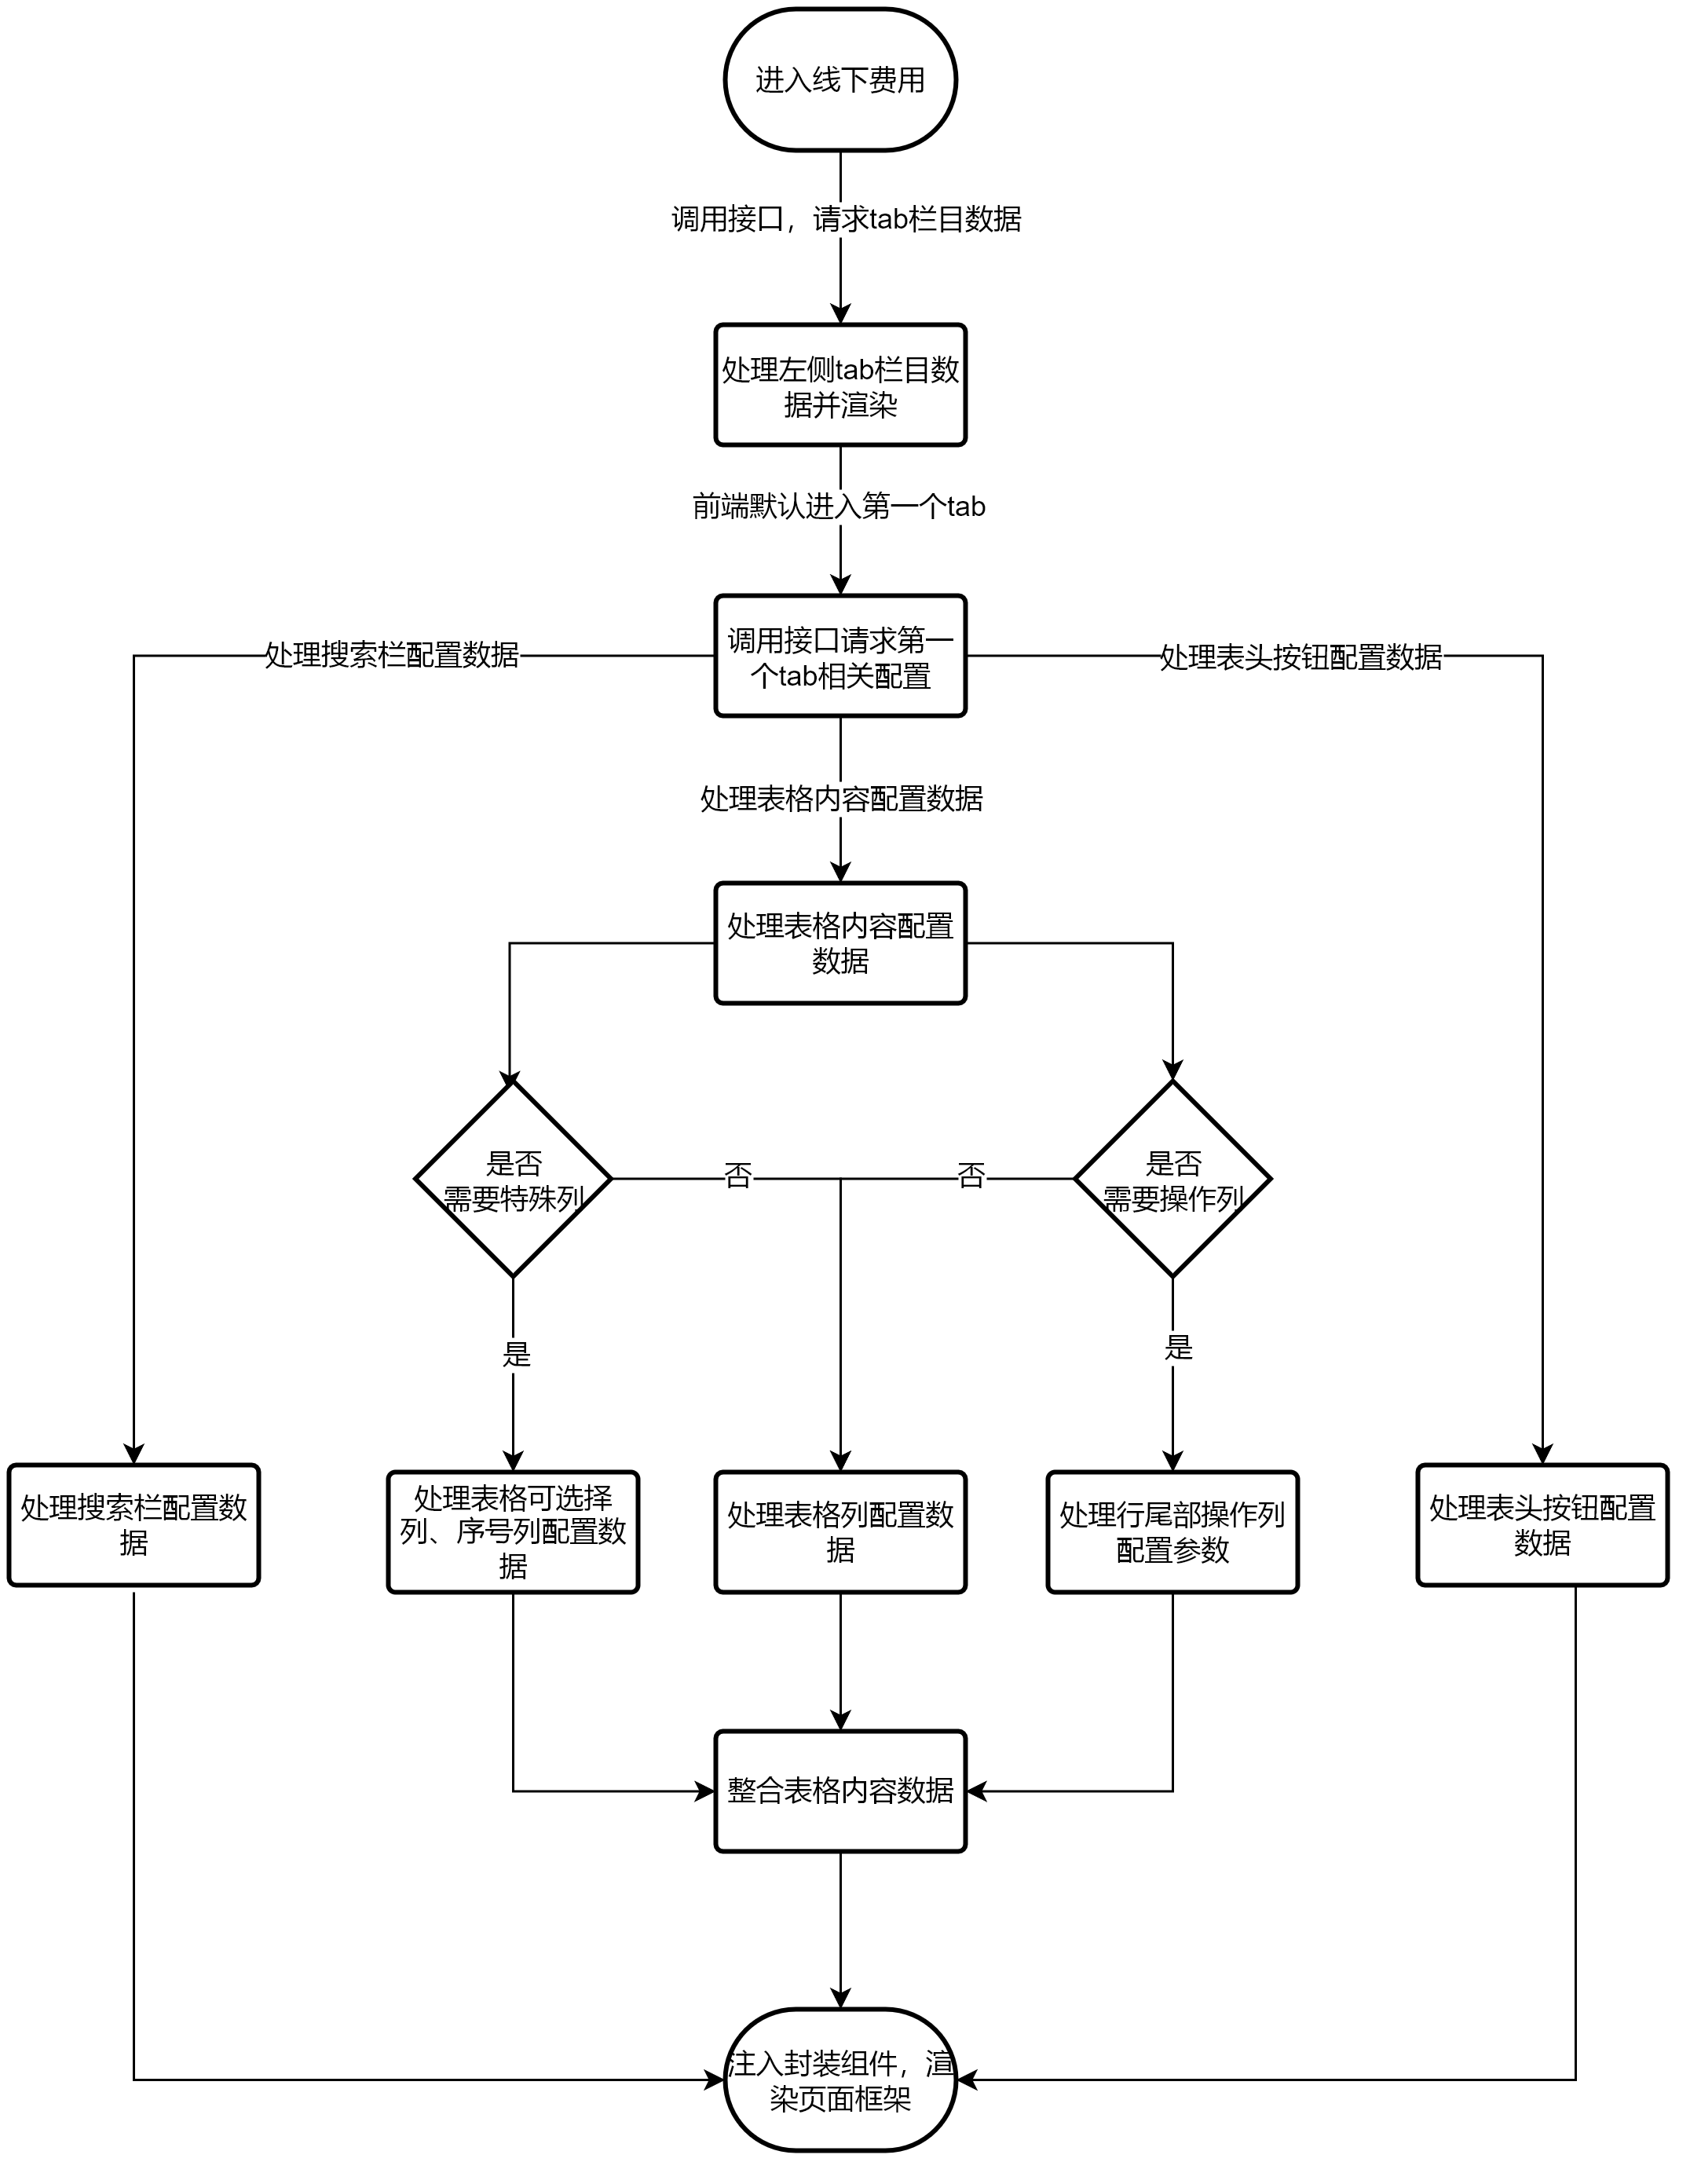 进入线下费用
调用接口，请求tab栏目数据
处理左侧tab栏目数
据并渲染
前端默认进入第一个tab
调用接口请求第一
个tab相关配置
处理搜索栏配置数据
处理表头按钮配置数据
处理表格内容配置数据
处理表格内容配置
数据
是否
需要特殊列
否
否
是否
需要操作列
是
是
处理搜索栏配置数
据
处理表格可选择
列、序号列配置数
据
处理表格列配置数
据
处理行尾部操作列
配置参数
处理表头按钮配置
数据
整合表格内容数据
注入封装组件，渲
染页面框架